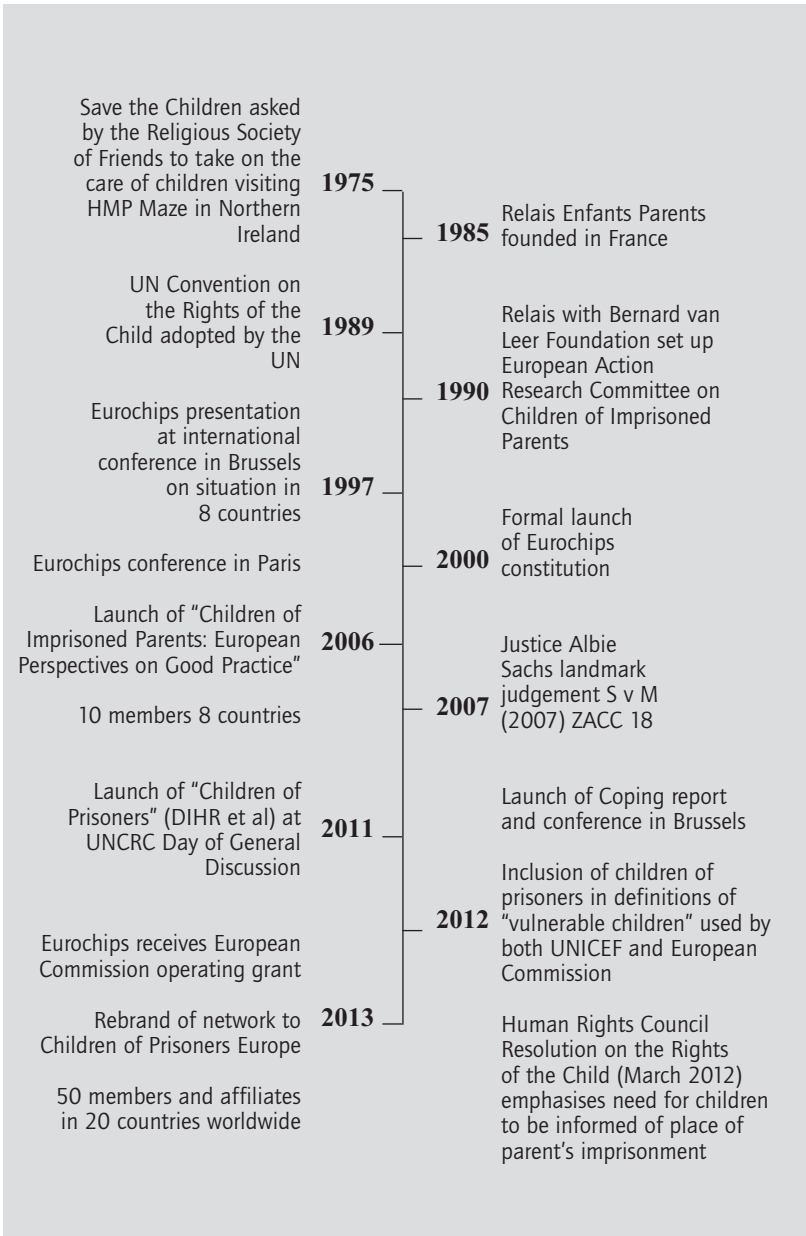 Save the Children asked
by the Religious Society
of Friends to take on the
care of children visiting
HMP Maze in Northern
Ireland
1975
1985
Relais Enfants Parents
founded in France
UN Convention on
the Rights of the
Child adopted by the
UN
1989
1990
Relais with Bernard van
Leer Foundation set up
European Action
Research Committee on
Children of Imprisoned
Parents
Eurochips presentation
at international
conference in Brussels
on situation in
8 countries
1997
2000
Formal launch
of Eurochips
constitution
Eurochips conference in Paris
Launch of “Children of
Imprisoned Parents: European
Perspectives on Good Practice”
10 members 8 countries
2006
2007
Justice Albie
Sachs landmark
judgement S v M
(2007) ZACC 18
Launch of “Children of
Prisoners” (DIHR et al) at
UNCRC Day of General
Discussion
2011
2012
Launch of Coping report
and conference in Brussels
Inclusion of children of
prisoners in definitions of
“vulnerable children” used by
both UNICEF and European
Commission
Human Rights Council
Resolution on the Rights
of the Child (March 2012)
emphasises need for children
to be informed of place of
parent’s imprisonment
Eurochips receives European
Commission operating grant
Rebrand of network to
Children of Prisoners Europe
50 members and affiliates
in 20 countries worldwide
2013